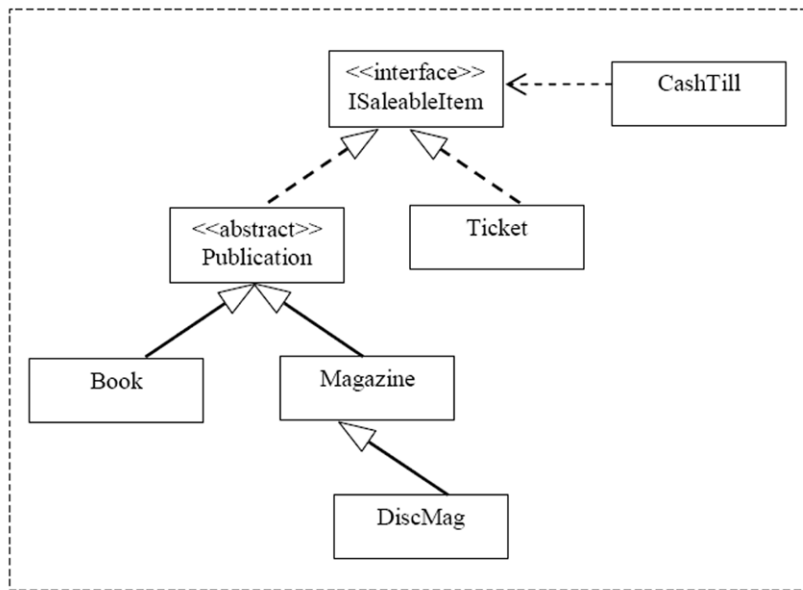 <<interface>>
ISaleableItem
CashTill
<<abstract>>
Publication
Ticket
Book
Magazine
DiscMag